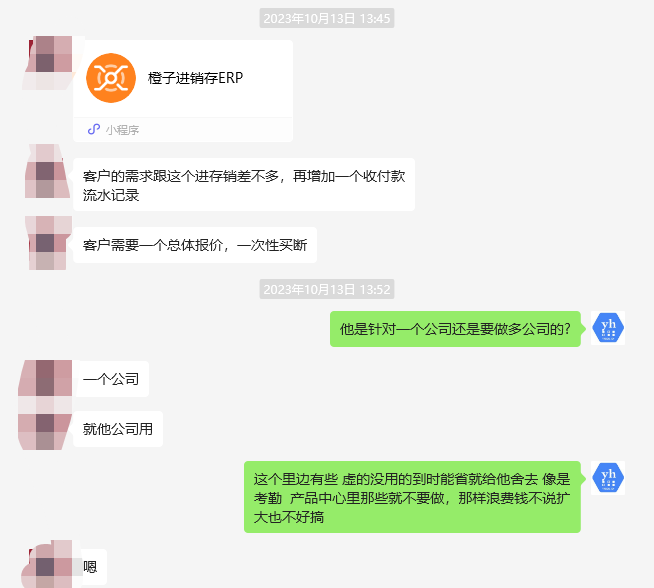 2023年10月13日 13:45
橙子进销存ERP
小程序
客户的需求跟这个进存销差不多，再增加一个收付款
流水记录
客户需要一个总体报价，一次性买断
2023年10月13日 13:52
他是针对一个公司还是要做多公司的?
yh
一个公司
就他公司用
这个里边有些 虚的没用的到时能省就给他舍去 像是
考勤  产品中心里那些就不要做，那样浪费钱不说扩
大也不好搞
yh
嗯